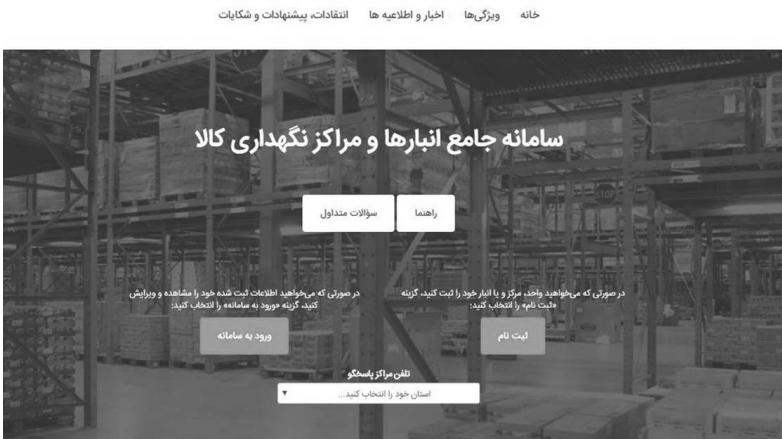 خانه ویژگی‌ها اخبار و اطلاعیه ها انتقادات، پیشنهادات و شکایات
سامانه جامع انبارها و مراکز نگهداری کالا
راهنما سؤالات متداول
در صورتی که می‌خواهید واحد، مرکز و یا انبار خود را ثبت کنید، گزینه
«ثبت نام» را انتخاب کنید:
ثبت نام
در صورتی که می‌خواهید اطلاعات ثبت شده خود را مشاهده و ویرایش
کنید، گزینه «ورود به سامانه» را انتخاب کنید:
ورود به سامانه
تلفن مراکز پاسخگو
استان خود را انتخاب کنید...